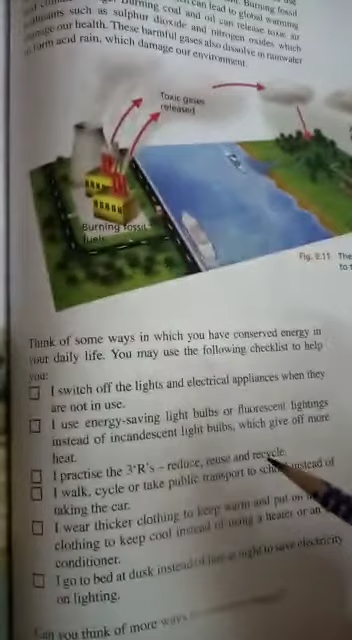 can lead to global warming
Burning coal and oil can release toxic air
such as sulphur dioxide and nitrogen oxides which
our health. These harmful gases also dissolve in rainwater
form acid rain, which damage our environment.
Toxic gases
released
Burning fossil
fuels
Fig. 8.11 The
to t
Think of some ways in which you have conserved energy in
your daily life. You may use the following checklist to help
you:
I switch off the lights and electrical appliances when they
are not in use.
I use energy-saving light bulbs or fluorescent lightings
instead of incandescent light bulbs, which give off more
heat.
I practise the 3'R's – reduce, reuse and recycle.
I walk, cycle or take public transport to school instead of
taking the car.
I wear thicker clothing to keep warm and put on
clothing to keep cool instead of using a heater or an
conditioner.
I go to bed at dusk instead of at night to save electricity
on lighting.
Can you think of more ways